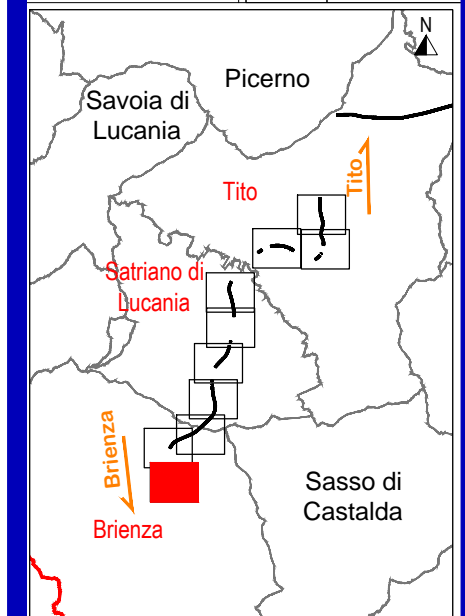 N
Picerno
Savoia di
Lucania
Tito
Tito
Satriano di
Lucania
Brienza
Brienza
Sasso di
Castalda